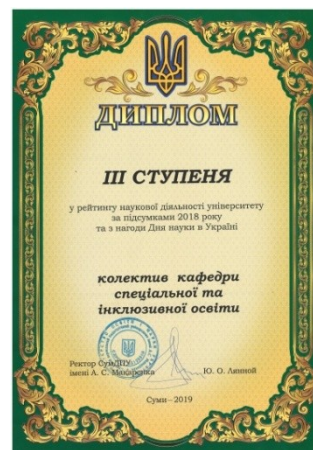 ДИПЛОМ
III СТУПЕНЯ
у рейтингу наукової діяльності університету
за підсумками 2018 року
та з нагоди Дня науки в Україні
колектив кафедри
спеціальної та
інклюзивної освіти
Ректор СумДПУ
імені А. С. Макаренка
Ю. О. Лянной
Суми – 2019